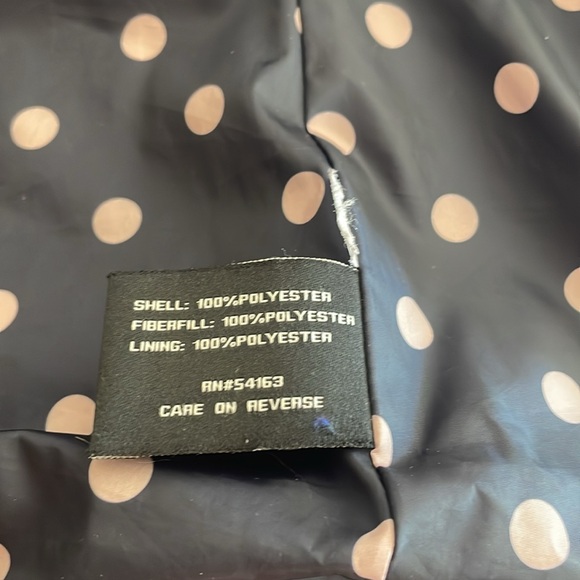 SHELL: 100%POLYESTER
FIBERFILL: 100%POLYESTER
LINING: 100%POLYESTER
RN#54163
CARE ON REVERSE